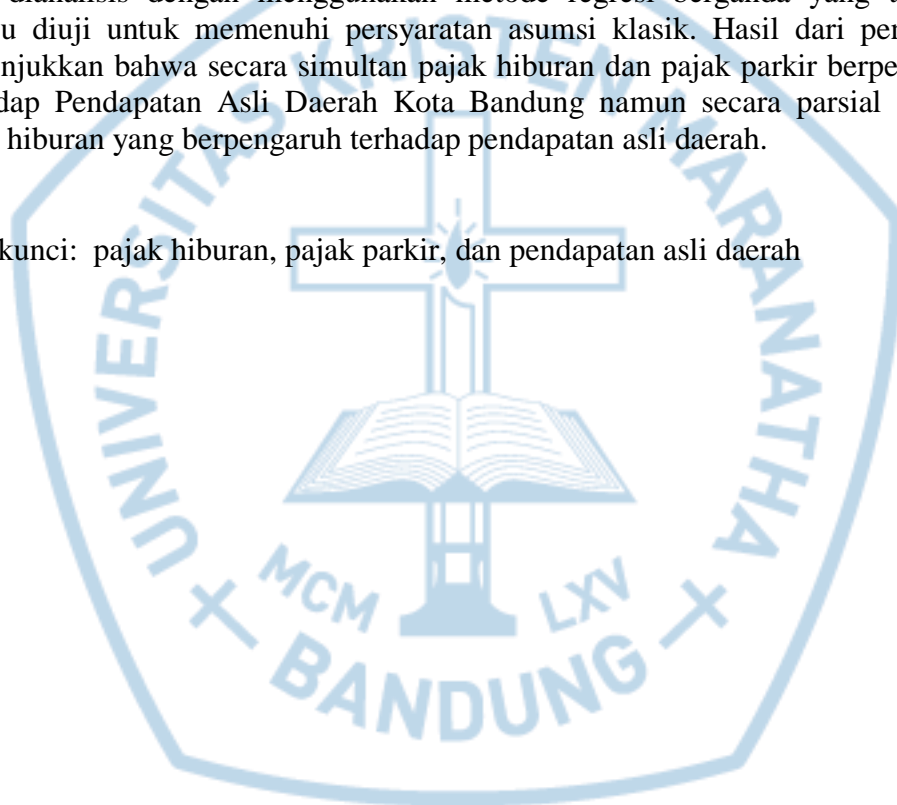 dianalisis dengan menggunakan metode regresi berganda yang
u diuji untuk memenuhi persyaratan asumsi klasik. Hasil dari per
njukkan bahwa secara simultan pajak hiburan dan pajak parkir berpe
dap Pendapatan Asli Daerah Kota Bandung namun secara parsial
hiburan yang berpengaruh terhadap pendapatan asli daerah.
kunci: pajak hiburan, pajak parkir, dan pendapatan asli daerah
UNIVERSITAS KRISTEN MARANATHA
MCM LXV
BANDUNG